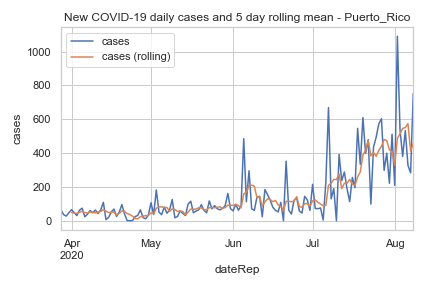 New COVID-19 daily cases and 5 day rolling mean - Puerto_Rico
cases
cases (rolling)
1000
800
600
400
200
0
cases
Apr
2020
May
Jun
Jul
Aug
dateRep